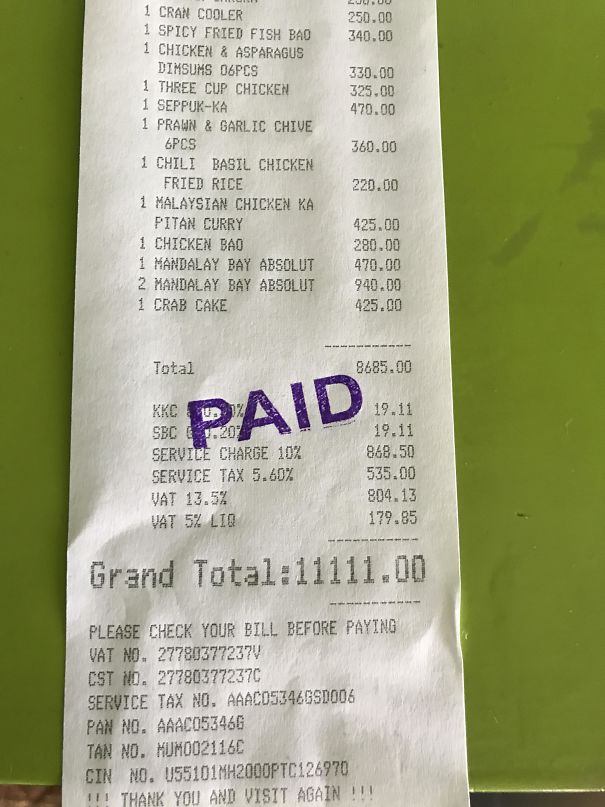 1 CRAN COOLER 250.00
1 SPICY FRIED FISH BAO 340.00
1 CHICKEN & ASPARAGUS
DIMSUMS 06PCS 330.00
1 THREE CUP CHICKEN 325.00
1 SEPPUK-KA 470.00
1 PRAWN & GARLIC CHIVE
6PCS 360.00
1 CHILI BASIL CHICKEN
FRIED RICE 220.00
1 MALAYSIAN CHICKEN KA
PITAN CURRY 425.00
1 CHICKEN BAO 280.00
1 MANDALAY BAY ABSOLUT 470.00
2 MANDALAY BAY ABSOLUT 940.00
1 CRAB CAKE 425.00
Total 8685.00
PAID
KKC 19.11
SBC 19.11
SERVICE CHARGE 10% 868.50
SERVICE TAX 5.60% 535.00
VAT 13.5% 804.13
VAT 5% LIQ 179.85
Grand Total:11111.00
PLEASE CHECK YOUR BILL BEFORE PAYING
VAT NO. 27780377237V
CST NO. 27780377237C
SERVICE TAX NO. AAACO5346GSD006
PAN NO. AAACO5346G
TAN NO. MUMO02116C
CIN NO. U55101MH2000PTC126970
!!! THANK YOU AND VISIT AGAIN !!!